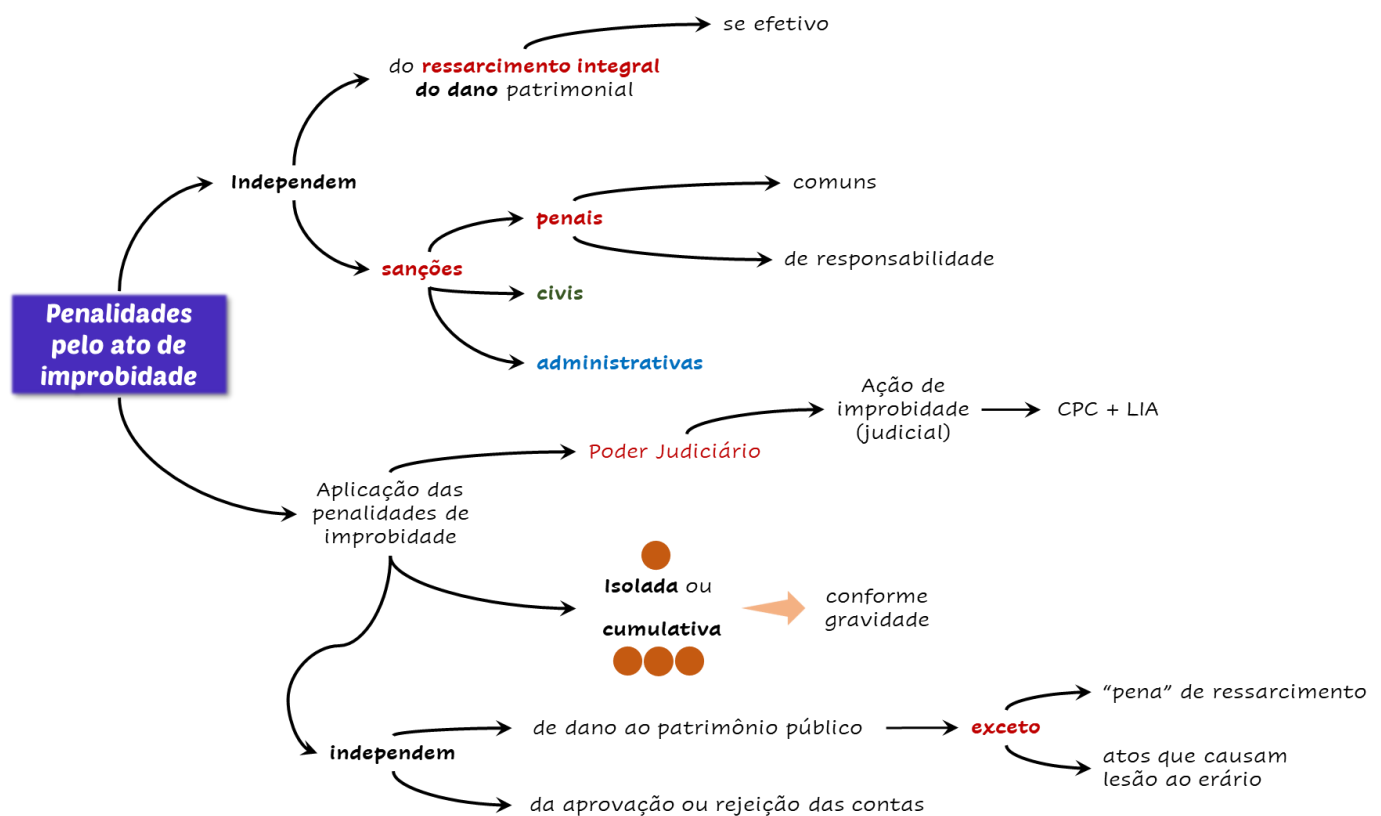 se efetivo
do ressarcimento integral
do dano patrimonial
Independem
comuns
penais
de responsabilidade
sanções
civis
administrativas
Penalidades
pelo ato de
improbidade
Ação de
improbidade
(judicial)
CPC + LIA
Poder Judiciário
Aplicação das
penalidades de
improbidade
Isolada ou
cumulativa
conforme
gravidade
independem
de dano ao patrimônio público
exceto
“pena” de ressarcimento
atos que causam
lesão ao erário
da aprovação ou rejeição das contas